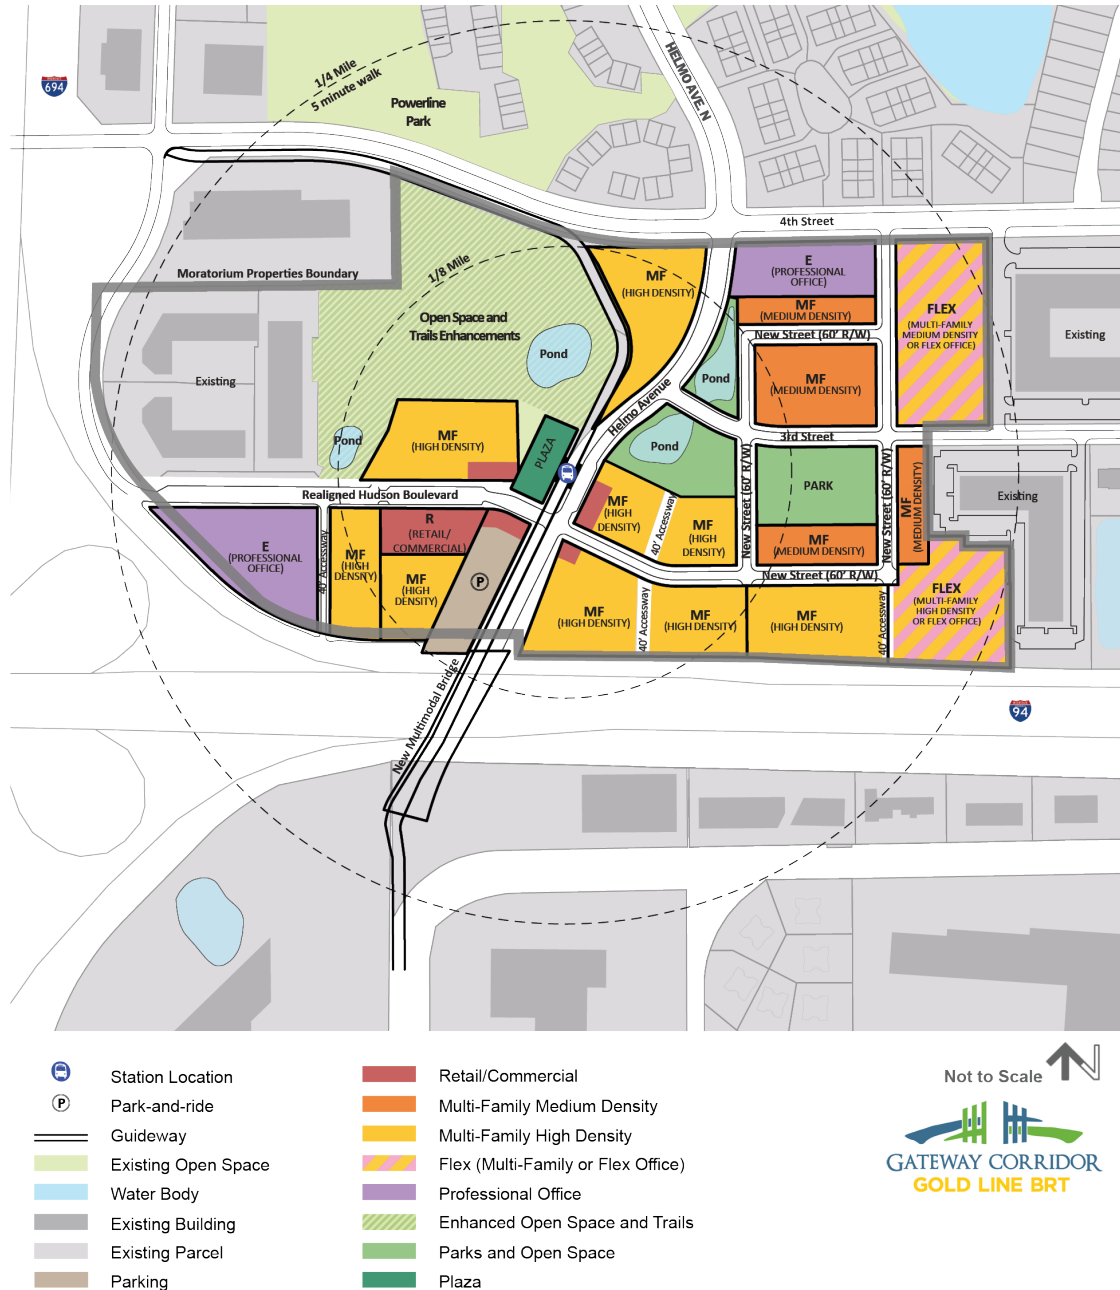 694
1/4 Mile
5 minute walk
Powerline
Park
HELMO AVE. N
4th Street
Moratorium Properties Boundary
1/8 Mile
MF
(HIGH DENSITY)
E
(PROFESSIONAL
OFFICE)
MF
(MEDIUM DENSITY)
New Street (60' R/W)
FLEX
(MULTI-FAMILY
MEDIUM DENSITY
OR FLEX OFFICE)
Existing
Open Space and
Trails Enhancements
Pond
Existing
Pond
MF
(MEDIUM DENSITY)
Helmo Avenue
3rd Street
Pond
MF
(HIGH DENSITY)
PLAZA
Pond
New Street (60' R/W)
PARK
New Street (60' R/W)
MF
(MEDIUM DENSITY)
Existing
Realigned Hudson Boulevard
MF
(HIGH
DENSITY)
40' Accessway
MF
(HIGH
DENSITY)
MF
(MEDIUM DENSITY)
E
(PROFESSIONAL
OFFICE)
40' Accessway
MF
(HIGH
DENSITY)
R
(RETAIL/
COMMERCIAL)
MF
(HIGH
DENSITY)
P
New Street (60' R/W)
MF
(HIGH DENSITY)
40' Accessway
MF
(HIGH DENSITY)
MF
(HIGH DENSITY)
40' Accessway
FLEX
(MULTI-FAMILY
HIGH DENSITY
OR FLEX OFFICE)
New Multimodal Bridge
94
Station Location
P
Park-and-ride
Guideway
Existing Open Space
Water Body
Existing Building
Existing Parcel
Parking
Retail/Commercial
Multi-Family Medium Density
Multi-Family High Density
Flex (Multi-Family or Flex Office)
Professional Office
Enhanced Open Space and Trails
Parks and Open Space
Plaza
Not to Scale
N
GATEWAY CORRIDOR
GOLD LINE BRT